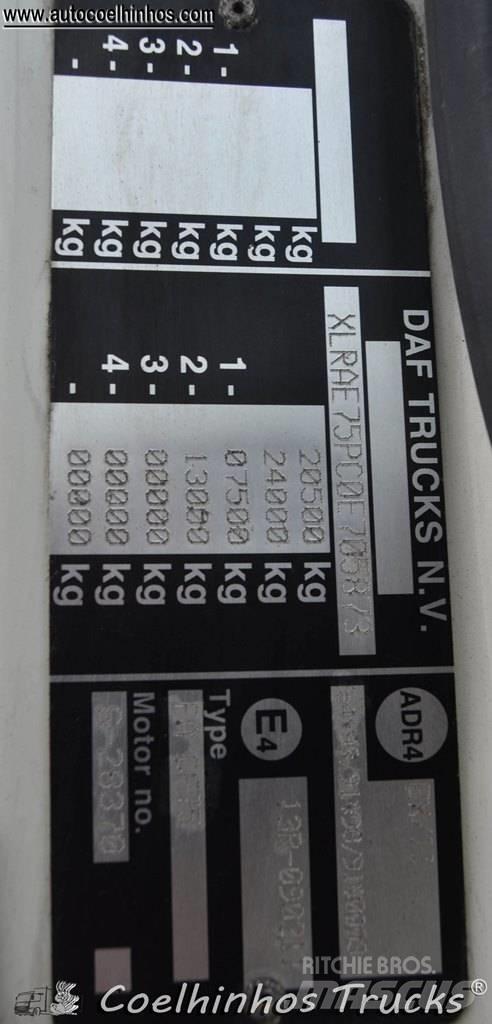 www.autocoelhinhos.com
DAF TRUCKS N.V.
XLRAE75PC0E705873
20500 kg
24000 kg
1 - 07500 kg
2 - 13050 kg
3 - 00000 kg
4 - 00000 kg
- 00000 kg
kg
kg
1 - kg
2 - kg
3 - kg
4 - kg
- kg
ADR4
E4
Type
Motor no.
RITCHIE BROS.
Coelhinhos Trucks®